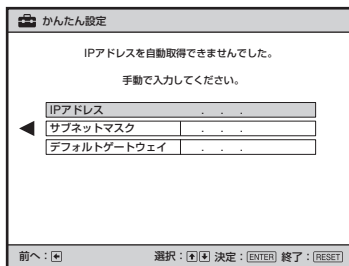 かんたん設定
IPアドレスを自動取得できませんでした。
手動で入力してください。
IPアドレス . . .
サブネットマスク . . .
デフォルトゲートウェイ . . .
前へ：← 選択：↑↓ 決定：ENTER 終了：RESET